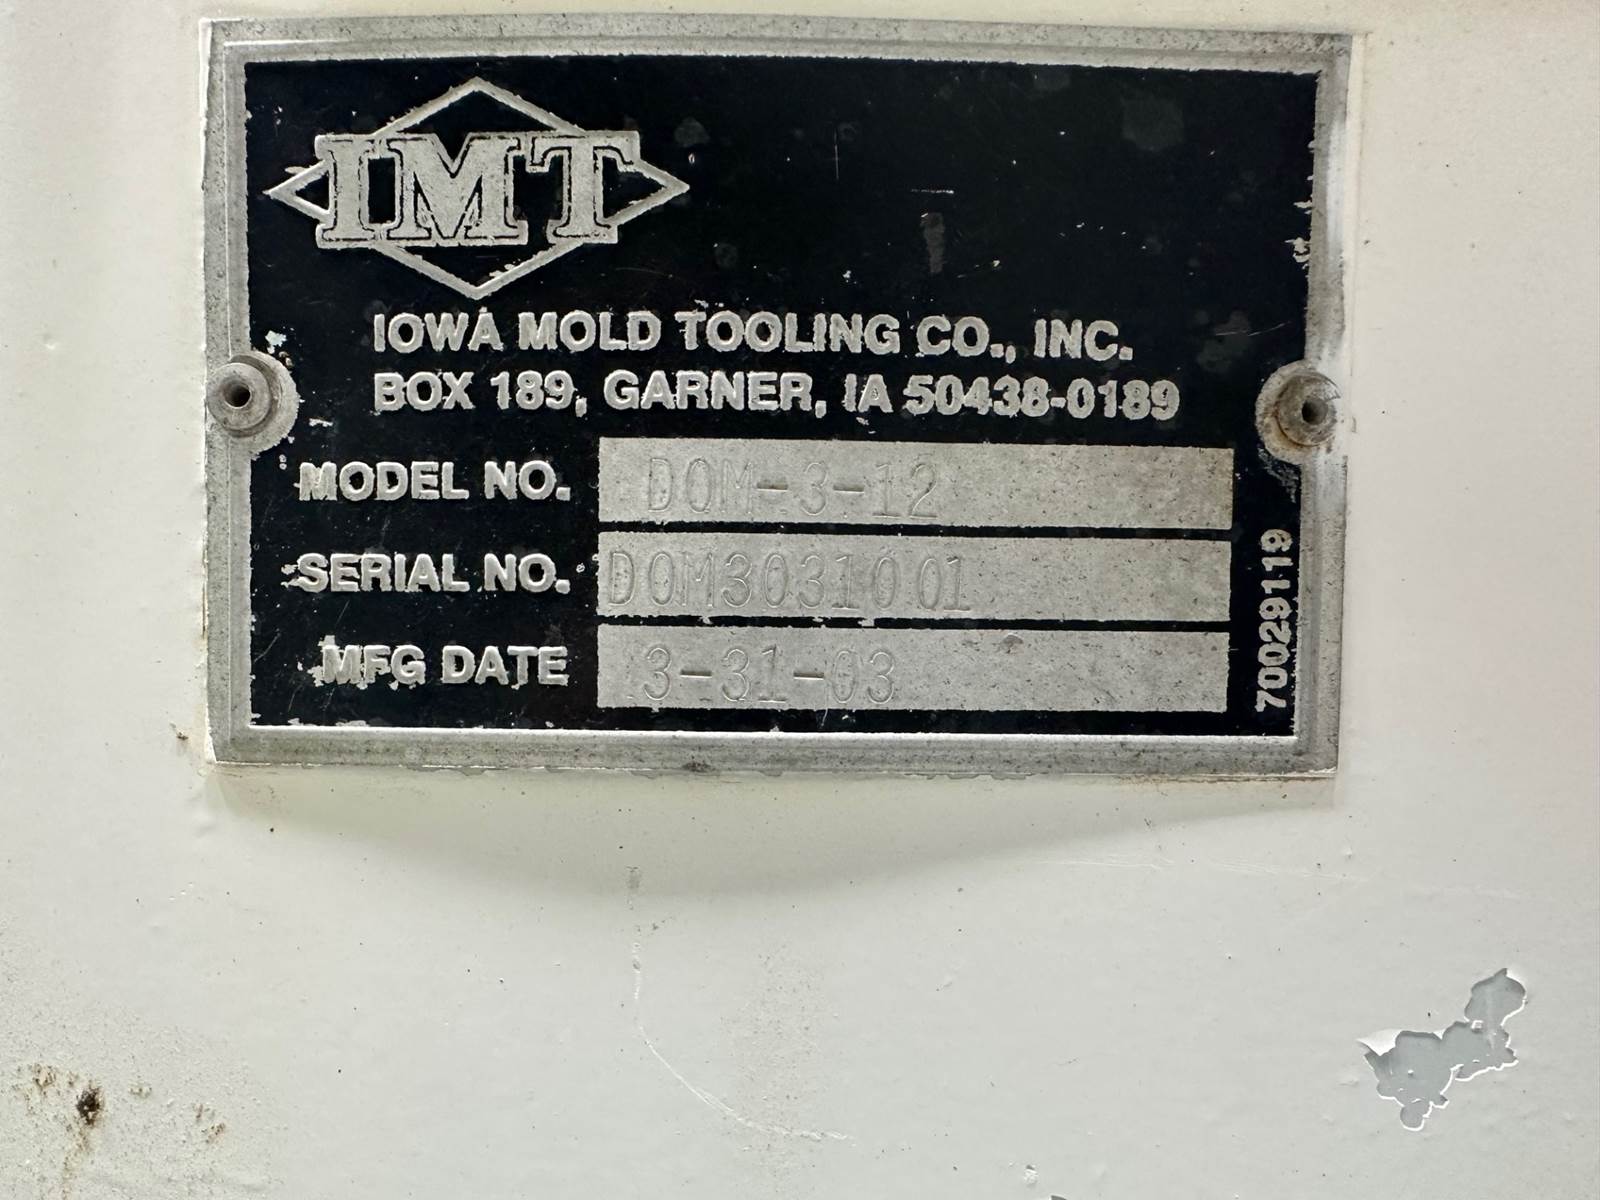 IMT
IOWA MOLD TOOLING CO., INC.
BOX 189, GARNER, IA 50438-0189
MODEL NO. DOM-3-12
SERIAL NO. DOM3031001
MFG DATE 3-31-03
70029119